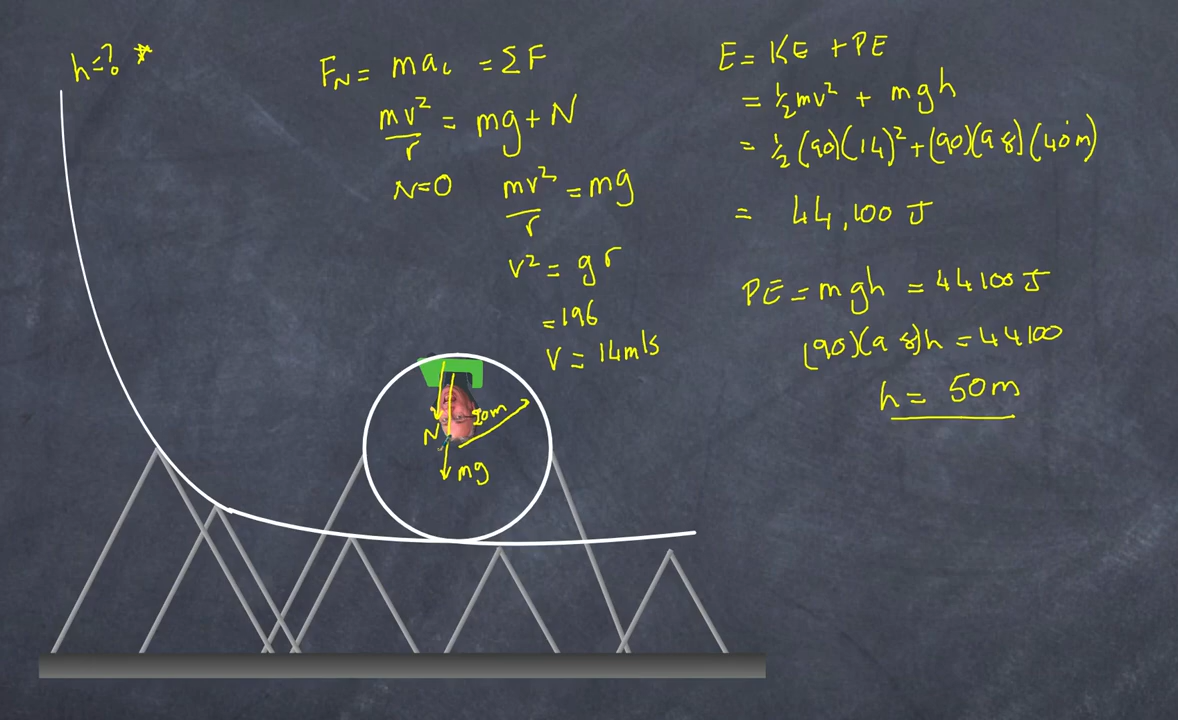 h=? *
F_N = ma_c = ΣF
mv²/r = mg + N
N=0 mv²/r = mg
v² = gr
= 196
V = 14m/s
E = KE + PE
= ½mv² + mgh
= ½(90)(14)²+(90)(9.8)(40m)
= 44,100 J
PE = mgh = 44100 J
(90)(9.8)h = 44100
h = 50m
20m
N
mg